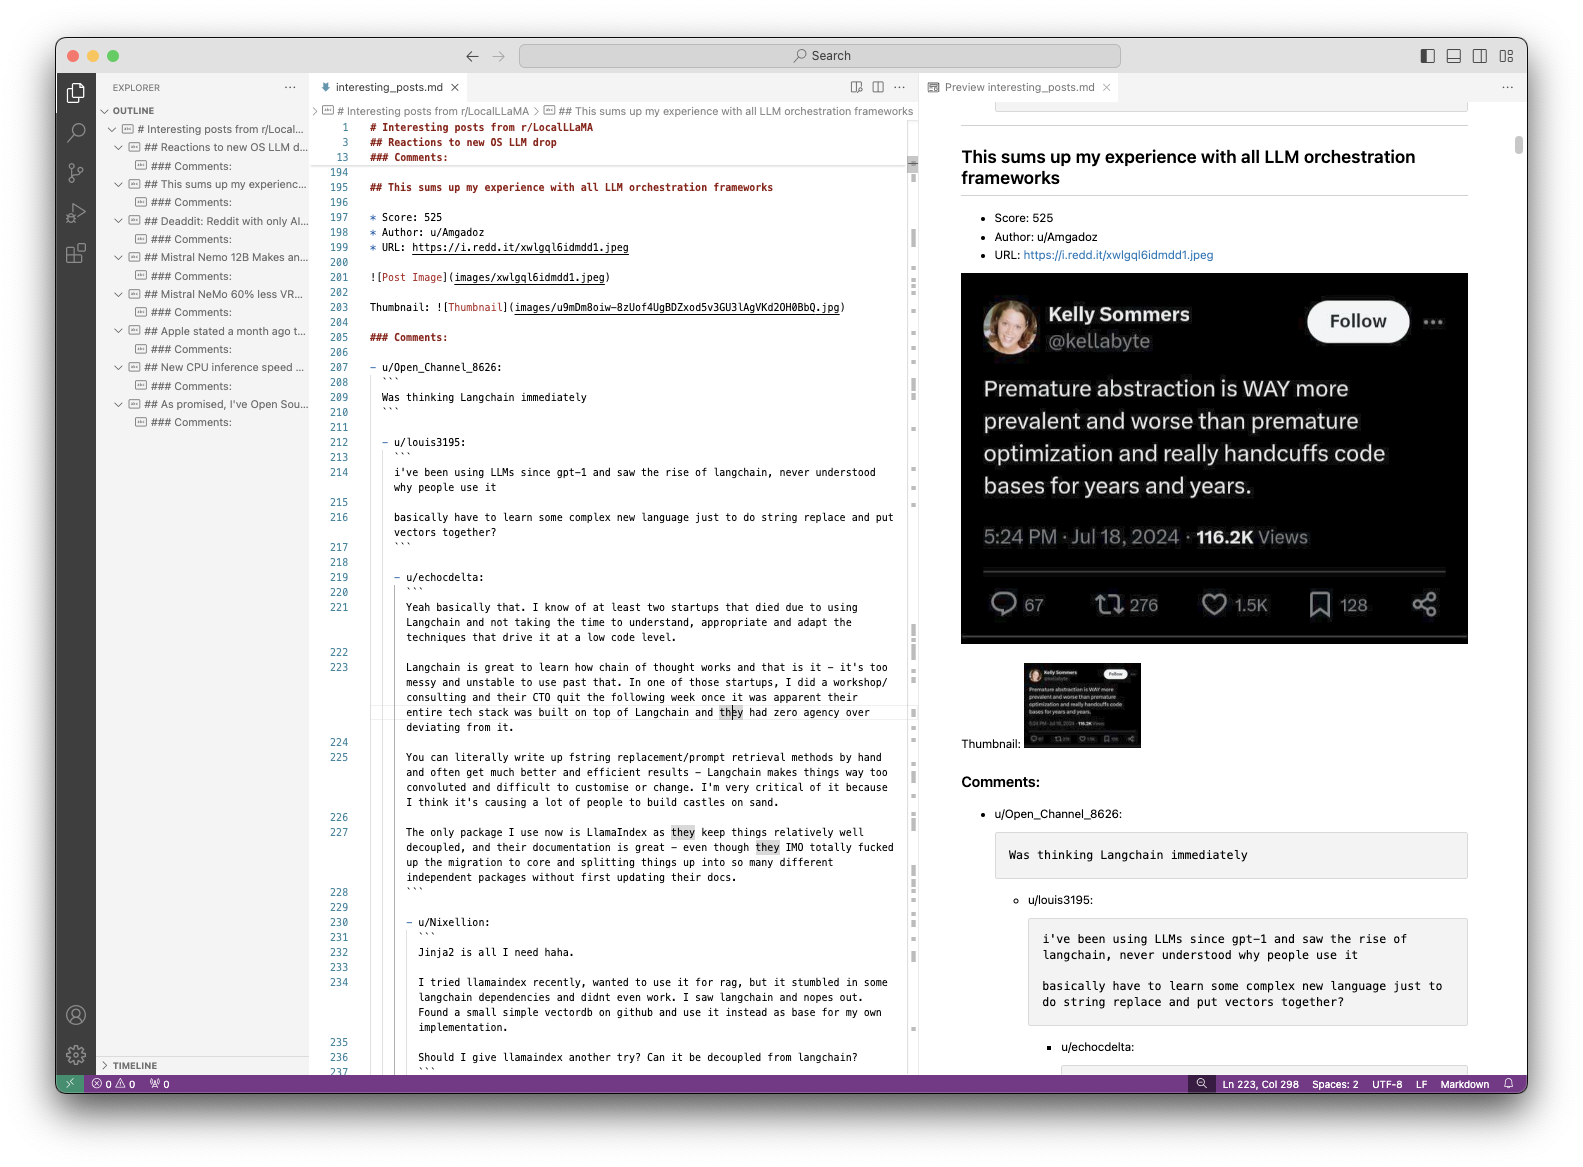 Search
EXPLORER
OUTLINE
# Interesting posts from r/Local...
## Reactions to new OS LLM d...
### Comments:
## This sums up my experienc...
### Comments:
## Deaddit: Reddit with only AI...
### Comments:
## Mistral Nemo 12B Makes an...
### Comments:
## Mistral NeMo 60% less VR...
### Comments:
## Apple stated a month ago t...
### Comments:
## New CPU inference speed ...
### Comments:
## As promised, I've Open Sou...
### Comments:
TIMELINE
interesting_posts.md
# Interesting posts from r/LocalLLaMA > ## This sums up my experience with all LLM orchestration frameworks
1 # Interesting posts from r/LocalLLaMA
3 ## Reactions to new OS LLM drop
13 ### Comments:
194
195 ## This sums up my experience with all LLM orchestration frameworks
196
197 * Score: 525
198 * Author: u/Amgadoz
199 * URL: https://i.redd.it/xwlgql6idmdd1.jpeg
200
201 ![Post Image](images/xwlgql6idmdd1.jpeg)
202
203 Thumbnail: ![Thumbnail](images/u9mDm8oiw-8zUof4UgBDZxod5v3GU3lAgVKd2OH0BbQ.jpg)
204
205 ### Comments:
206
207 - u/Open_Channel_8626:
208 ```
209 Was thinking Langchain immediately
210 ```
211
212 - u/louis3195:
213 ```
214 i've been using LLMs since gpt-1 and saw the rise of langchain, never understood
why people use it
215
216 basically have to learn some complex new language just to do string replace and put
vectors together?
217 ```
218
219 - u/echocdelta:
220 ```
221 Yeah basically that. I know of at least two startups that died due to using
Langchain and not taking the time to understand, appropriate and adapt the
techniques that drive it at a low code level.
222
223 Langchain is great to learn how chain of thought works and that is it - it's too
messy and unstable to use past that. In one of those startups, I did a workshop/
consulting and their CTO quit the following week once it was apparent their
entire tech stack was built on top of Langchain and they had zero agency over
deviating from it.
224
225 You can literally write up fstring replacement/prompt retrieval methods by hand
and often get much better and efficient results - Langchain makes things way too
convoluted and difficult to customise or change. I'm very critical of it because
I think it's causing a lot of people to build castles on sand.
226
227 The only package I use now is LlamaIndex as they keep things relatively well
decoupled, and their documentation is great - even though they IMO totally fucked
up the migration to core and splitting things up into so many different
independent packages without first updating their docs.
228 ```
229
230 - u/Nixellion:
231 ```
232 Jinja2 is all I need haha.
233
234 I tried llamaindex recently, wanted to use it for rag, but it stumbled in some
langchain dependencies and didnt even work. I saw langchain and nopes out.
Found a small simple vectordb on github and use it instead as base for my own
implementation.
235
236 Should I give llamaindex another try? Can it be decoupled from langchain?
237 ```
Preview interesting_posts.md
This sums up my experience with all LLM orchestration
frameworks
Score: 525
Author: u/Amgadoz
URL: https://i.redd.it/xwlgql6idmdd1.jpeg
Kelly Sommers
@kellabyte
Follow
Premature abstraction is WAY more
prevalent and worse than premature
optimization and really handcuffs code
bases for years and years.
5:24 PM · Jul 18, 2024 · 116.2K Views
67 276 1.5K 128
Kelly Sommers
Follow
Premature abstraction is WAY more
prevalent and worse than premature
optimization and really handcuffs code
bases for years and years.
Thumbnail:
Comments:
u/Open_Channel_8626:
Was thinking Langchain immediately
u/louis3195:
i've been using LLMs since gpt-1 and saw the rise of
langchain, never understood why people use it
basically have to learn some complex new language just to
do string replace and put vectors together?
u/echocdelta:
0 0 0
Ln 223, Col 298 Spaces: 2 UTF-8 LF Markdown